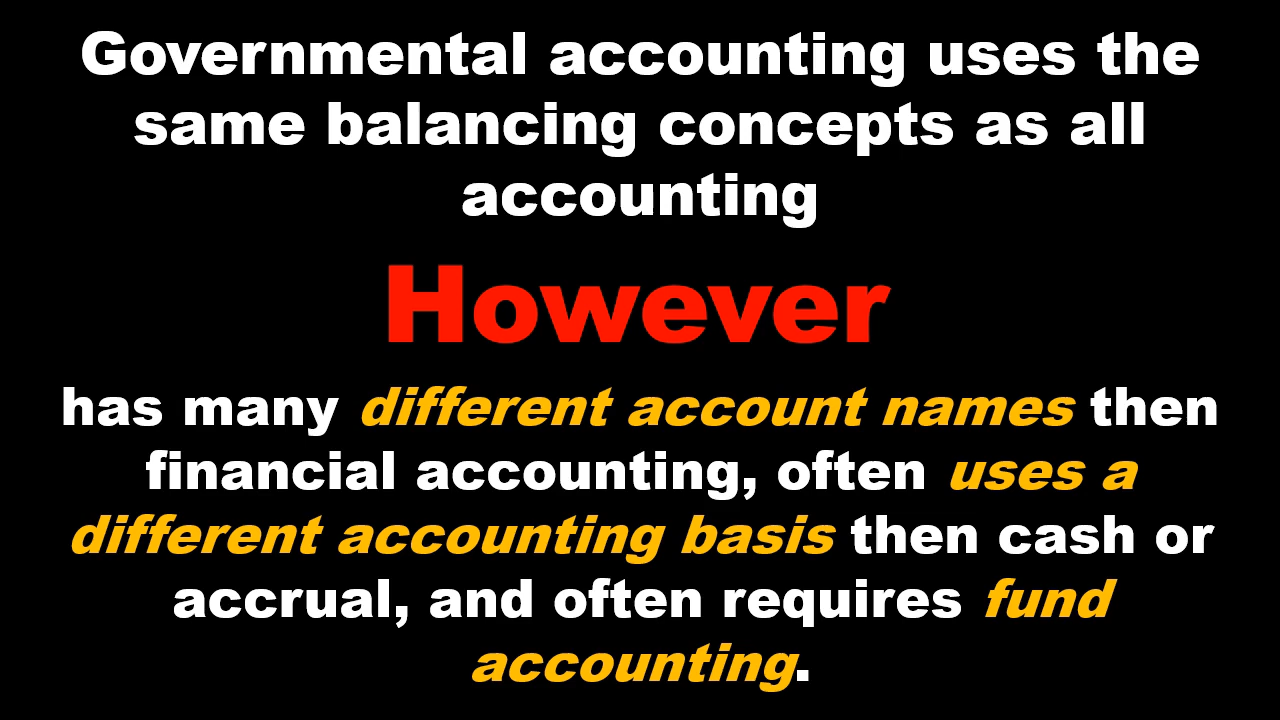 Governmental accounting uses the
same balancing concepts as all
accounting
However
has many different account names then
financial accounting, often uses a
different accounting basis then cash or
accrual, and often requires fund
accounting.